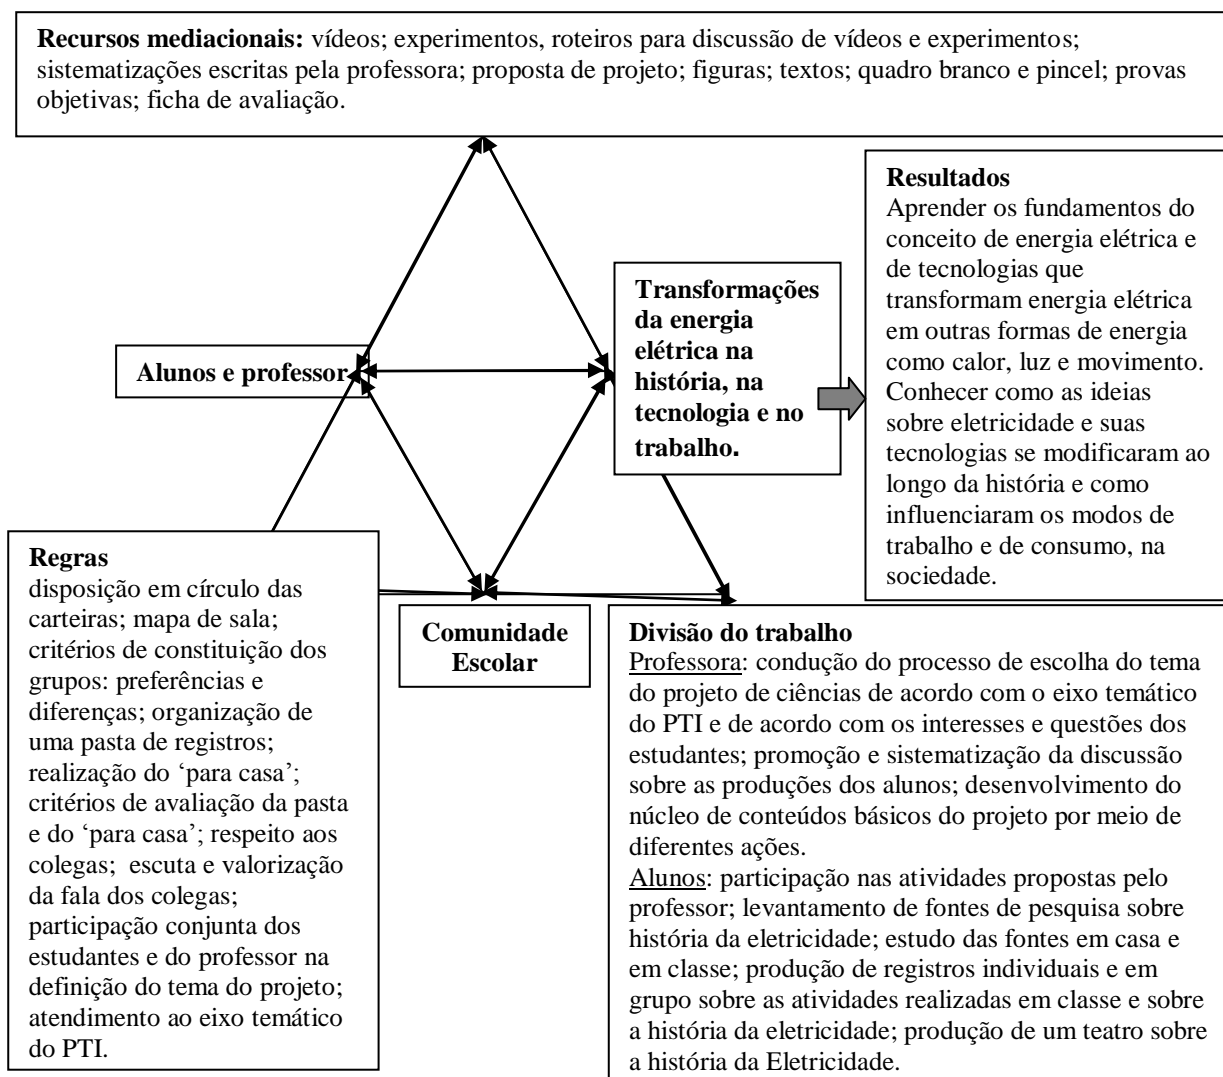 Recursos mediacionais: vídeos; experimentos, roteiros para discussão de vídeos e experimentos;
sistematizações escritas pela professora; proposta de projeto; figuras; textos; quadro branco e pincel; provas
objetivas; ficha de avaliação.
Alunos e professor
Transformações
da energia
elétrica na
história, na
tecnologia e no
trabalho.
Resultados
Aprender os fundamentos do
conceito de energia elétrica e
de tecnologias que
transformam energia elétrica
em outras formas de energia
como calor, luz e movimento.
Conhecer como as ideias
sobre eletricidade e suas
tecnologias se modificaram ao
longo da história e como
influenciaram os modos de
trabalho e de consumo, na
sociedade.
Regras
disposição em círculo das
carteiras; mapa de sala;
critérios de constituição dos
grupos: preferências e
diferenças; organização de
uma pasta de registros;
realização do ‘para casa’;
critérios de avaliação da pasta
e do ‘para casa’; respeito aos
colegas; escuta e valorização
da fala dos colegas;
participação conjunta dos
estudantes e do professor na
definição do tema do projeto;
atendimento ao eixo temático
do PTI.
Comunidade
Escolar
Divisão do trabalho
Professora: condução do processo de escolha do tema
do projeto de ciências de acordo com o eixo temático
do PTI e de acordo com os interesses e questões dos
estudantes; promoção e sistematização da discussão
sobre as produções dos alunos; desenvolvimento do
núcleo de conteúdos básicos do projeto por meio de
diferentes ações.
Alunos: participação nas atividades propostas pelo
professor; levantamento de fontes de pesquisa sobre
história da eletricidade; estudo das fontes em casa e
em classe; produção de registros individuais e em
grupo sobre as atividades realizadas em classe e sobre
a história da eletricidade; produção de um teatro sobre
a história da Eletricidade.